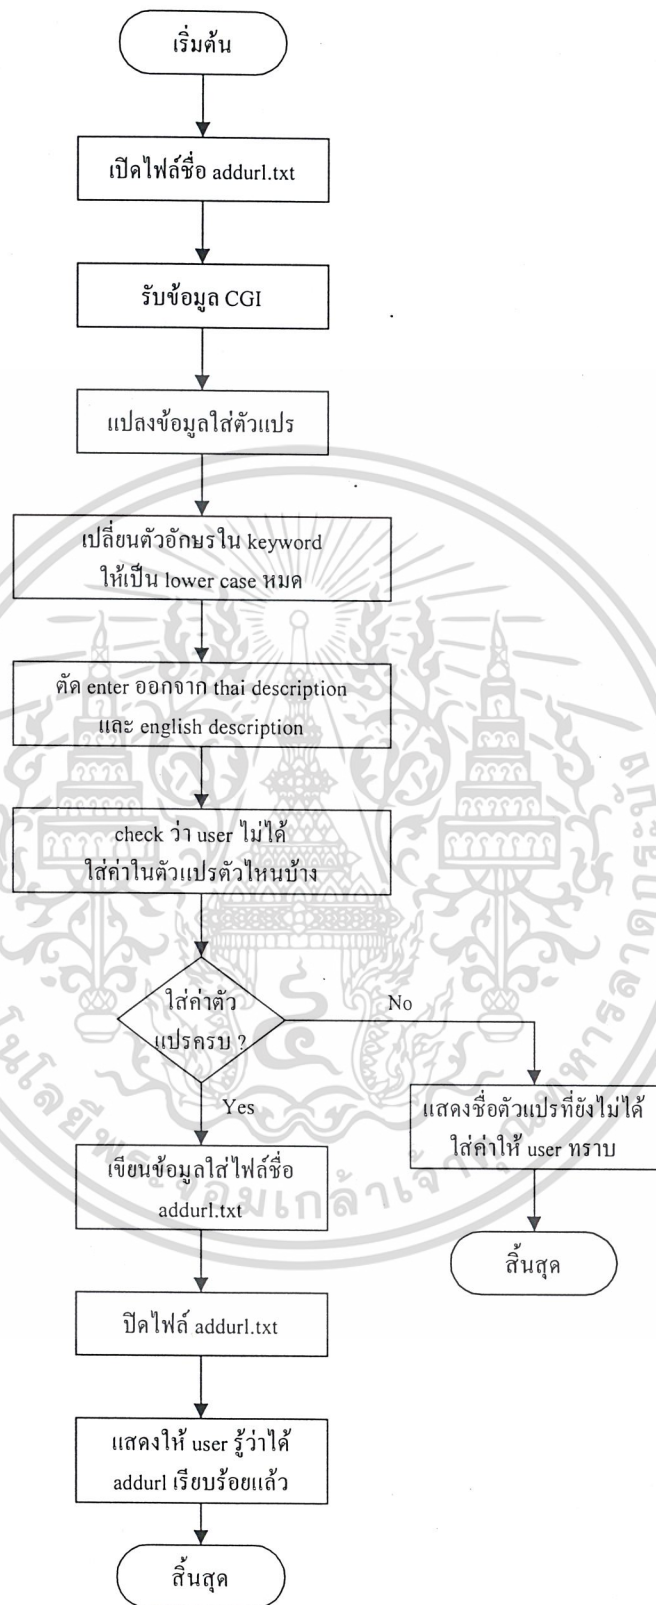 เริ่มต้น
เปิดไฟล์ชื่อ addurl.txt
รับข้อมูล CGI
แปลงข้อมูลใส่ตัวแปร
เปลี่ยนตัวอักษรใน keyword
ให้เป็น lower case หมด
ตัด enter ออกจาก thai description
และ english description
check ว่า user ไม่ได้
ใส่ค่าในตัวแปรตัวไหนบ้าง
ใส่ค่าตัว
แปรครบ ?
No
Yes
แสดงชื่อตัวแปรที่ยังไม่ได้
ใส่ค่าให้ user ทราบ
เขียนข้อมูลใส่ไฟล์ชื่อ
addurl.txt
สิ้นสุด
ปิดไฟล์ addurl.txt
แสดงให้ user รู้ว่าได้
addurl เรียบร้อยแล้ว
สิ้นสุด